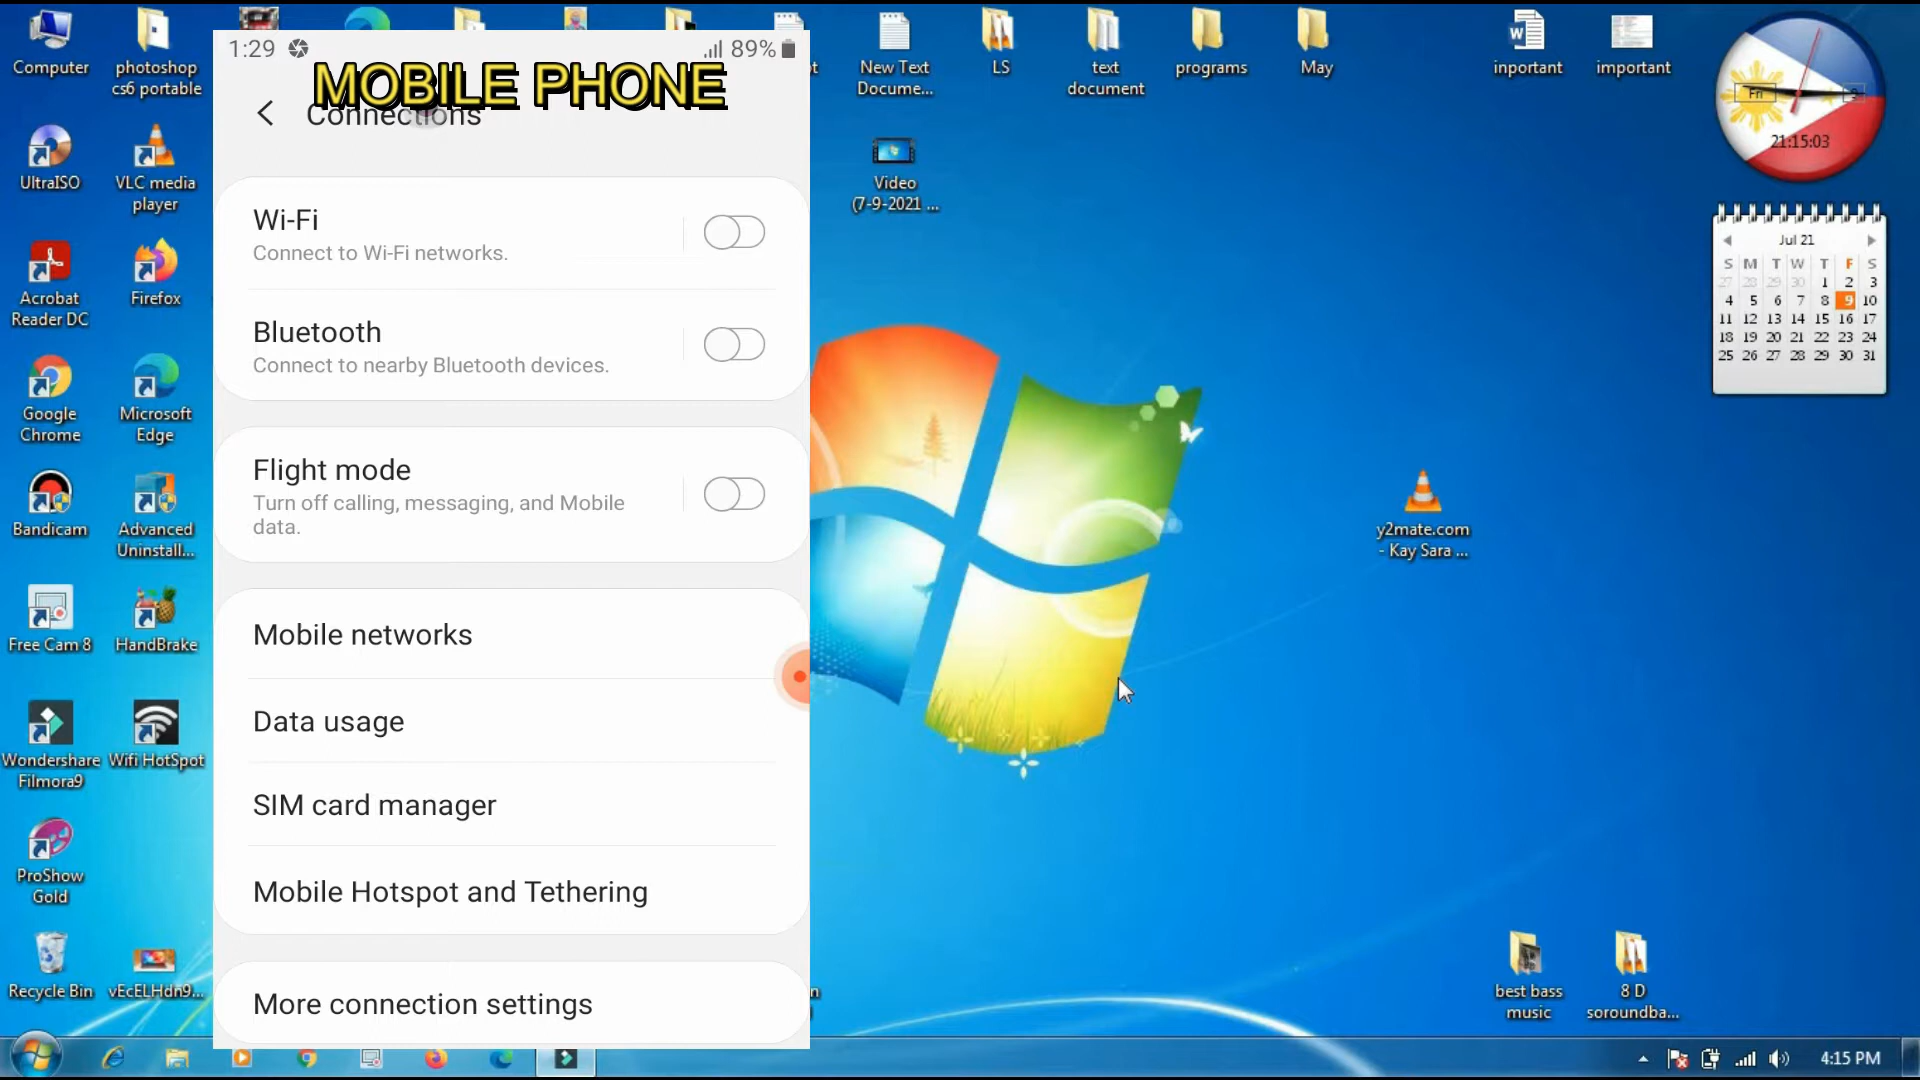 Computer
photoshop
cs6 portable
UltraISO
VLC media
player
Acrobat
Reader DC
Firefox
Google
Chrome
Microsoft
Edge
Bandicam
Advanced
Uninstall...
Free Cam 8
HandBrake
Wondershare
Filmora9
Wifi HotSpot
ProShow
Gold
Recycle Bin
vEcELHdn9...
1:29
89%
MOBILE PHONE
Connections
Wi-Fi
Connect to Wi-Fi networks.
Bluetooth
Connect to nearby Bluetooth devices.
Flight mode
Turn off calling, messaging, and Mobile
data.
Mobile networks
Data usage
SIM card manager
Mobile Hotspot and Tethering
More connection settings
New Text
Docume...
LS
text
document
programs
May
inportant
important
Video
(7-9-2021 ...
y2mate.com
- Kay Sara ...
best bass
music
8 D
soroundba...
Fri
9
21:15:03
Jul 21
S M T W T F S
27 28 29 30 1 2 3
4 5 6 7 8 9 10
11 12 13 14 15 16 17
18 19 20 21 22 23 24
25 26 27 28 29 30 31
4:15 PM